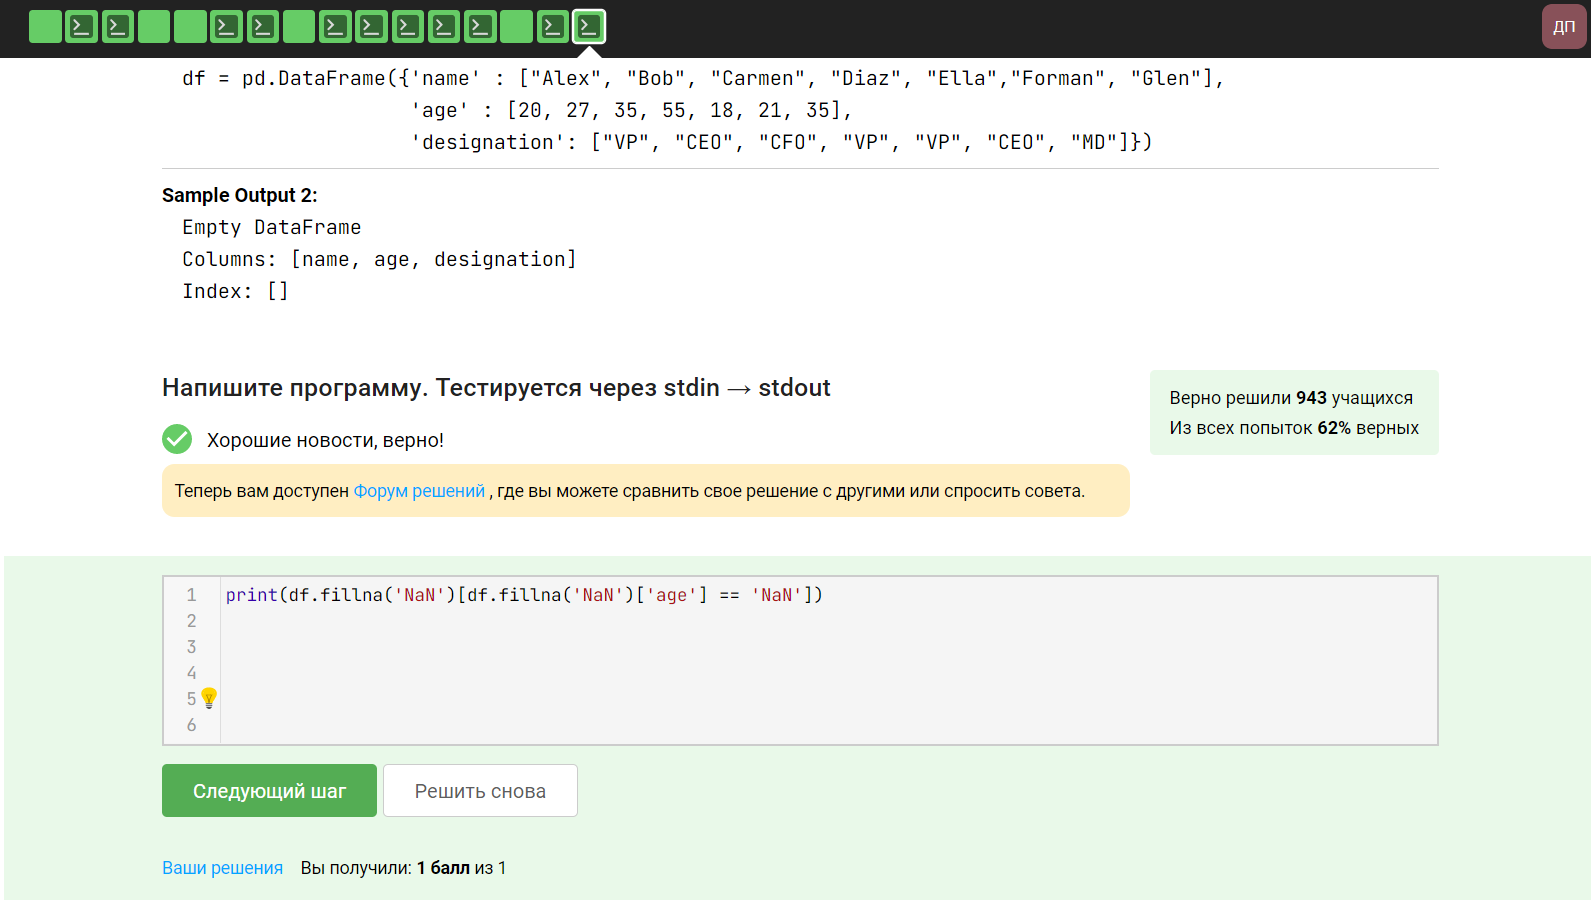 ДП
df = pd.DataFrame({'name' : ["Alex", "Bob", "Carmen", "Diaz", "Ella","Forman", "Glen"],
'age' : [20, 27, 35, 55, 18, 21, 35],
'designation': ["VP", "CEO", "CFO", "VP", "VP", "CEO", "MD"]})
Sample Output 2:
Empty DataFrame
Columns: [name, age, designation]
Index: []
Напишите программу. Тестируется через stdin → stdout
Верно решили 943 учащихся
Из всех попыток 62% верных
Хорошие новости, верно!
Теперь вам доступен Форум решений , где вы можете сравнить свое решение с другими или спросить совета.
1 print(df.fillna('NaN')[df.fillna('NaN')['age'] == 'NaN'])
2
3
4
5
6
Следующий шаг
Решить снова
Ваши решения Вы получили: 1 балл из 1